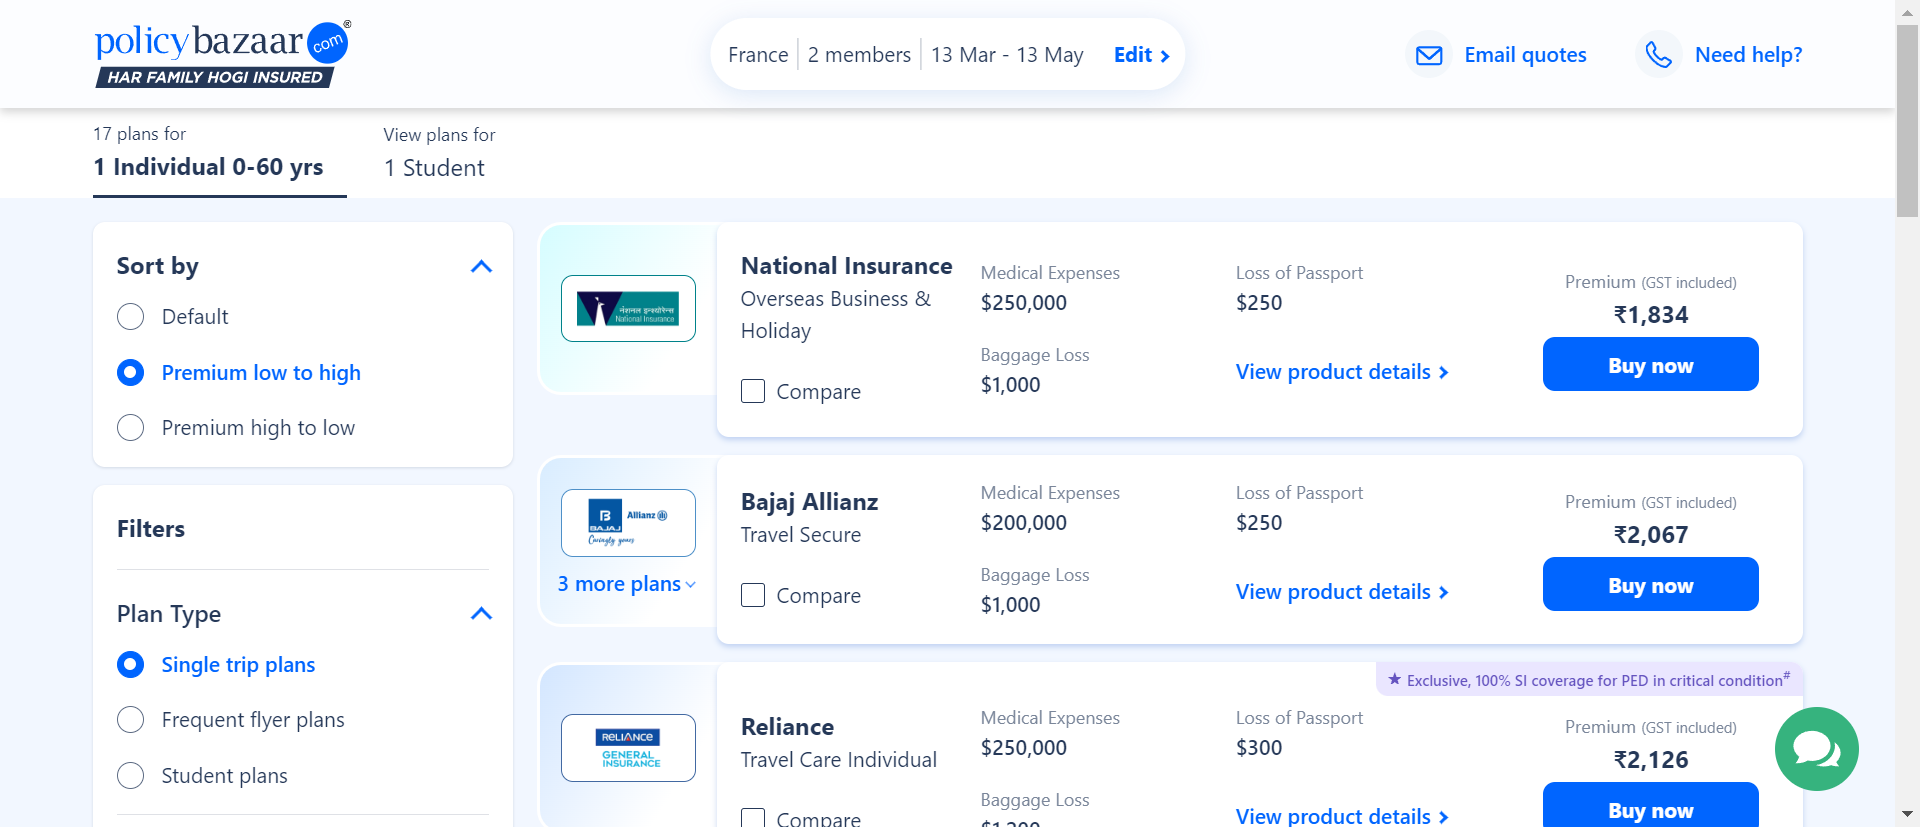 policybazaar.com®
HAR FAMILY HOGI INSURED
France 2 members 13 Mar - 13 May Edit
Email quotes
Need help?
17 plans for
1 Individual 0-60 yrs
View plans for
1 Student
Sort by
Default
Premium low to high
Premium high to low
Filters
Plan Type
Single trip plans
Frequent flyer plans
Student plans
नेशनल इन्श्योरेन्स
National Insurance
National Insurance
Overseas Business &
Holiday
Compare
Medical Expenses
$250,000
Baggage Loss
$1,000
Loss of Passport
$250
View product details
Premium (GST included)
₹1,834
Buy now
B
BAJAJ
Allianz
Caringly yours
3 more plans
Bajaj Allianz
Travel Secure
Compare
Medical Expenses
$200,000
Baggage Loss
$1,000
Loss of Passport
$250
View product details
Premium (GST included)
₹2,067
Buy now
★ Exclusive, 100% SI coverage for PED in critical condition#
RELIANCE
GENERAL
INSURANCE
Reliance
Travel Care Individual
Compare
Medical Expenses
$250,000
Baggage Loss
Loss of Passport
$300
View product details
Premium (GST included)
₹2,126
Buy now